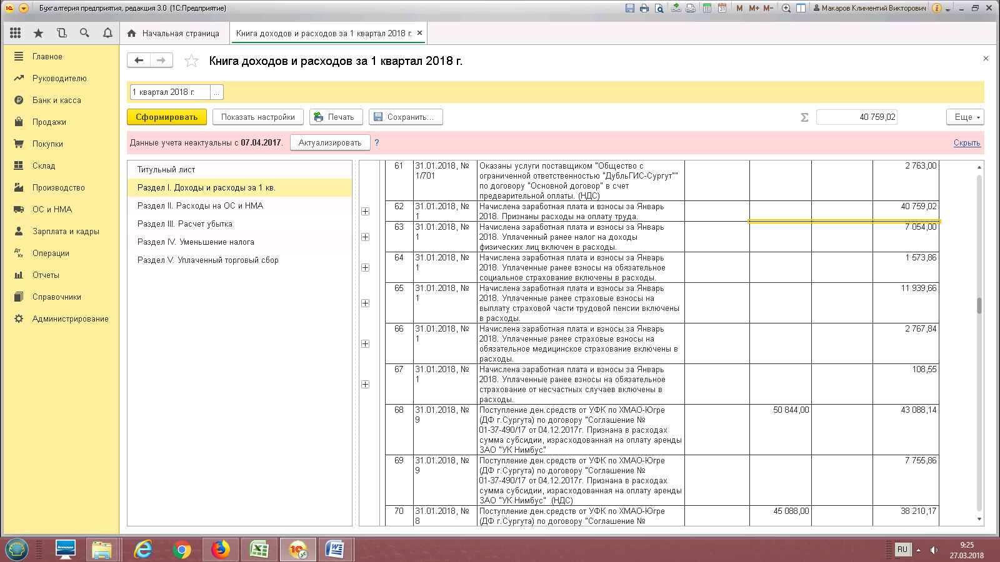 Бухгалтерия предприятия, редакция 3.0 (1С:Предприятие)
M M+ M- Макаров Климентий Викторович
Начальная страница
Книга доходов и расходов за 1 квартал 2018 г.
Главное
Руководителю
Банк и касса
Продажи
Покупки
Склад
Производство
ОС и НМА
Зарплата и кадры
Операции
Отчеты
Справочники
Администрирование
Книга доходов и расходов за 1 квартал 2018 г.
1 квартал 2018 г. ...
Сформировать Показать настройки Печать Сохранить... Σ 40 759,02 Еще
Данные учета неактуальны с 07.04.2017. Актуализировать ? Скрыть
Титульный лист
Раздел I. Доходы и расходы за 1 кв.
Раздел II. Расходы на ОС и НМА
Раздел III. Расчет убытка
Раздел IV. Уменьшение налога
Раздел V. Уплаченный торговый сбор
61 31.01.2018, № Оказаны услуги поставщиком "Общество с 2 763,00
1/701 ограниченной ответственностью "ДубльГИС-Сургут""
по договору "Основной договор" в счет
предварительной оплаты. (НДС)
62 31.01.2018, № Начислена заработная плата и взносы за Январь 40 759,02
1 2018. Признаны расходы на оплату труда.
63 31.01.2018, № Начислена заработная плата и взносы за Январь 7 054,00
1 2018. Уплаченный ранее налог на доходы
физических лиц включен в расходы.
64 31.01.2018, № Начислена заработная плата и взносы за Январь 1 573,86
1 2018. Уплаченные ранее взносы на обязательное
социальное страхование включены в расходы.
65 31.01.2018, № Начислена заработная плата и взносы за Январь 11 939,66
1 2018. Уплаченные ранее страховые взносы на
выплату страховой части трудовой пенсии включены
в расходы.
66 31.01.2018, № Начислена заработная плата и взносы за Январь 2 767,84
1 2018. Уплаченные ранее страховые взносы на
обязательное медицинское страхование включены в
расходы.
67 31.01.2018, № Начислена заработная плата и взносы за Январь 108,55
1 2018. Уплаченные ранее взносы на обязательное
страхование от несчастных случаев включены в
расходы.
68 31.01.2018, № Поступление ден.средств от УФК по ХМАО-Югре 50 844,00 43 088,14
9 (ДФ г.Сургута) по договору "Соглашение №
01-37-490/17 от 04.12.2017г. Признана в расходах
сумма субсидии, израсходованная на оплату аренды
ЗАО "УК Нимбус"
69 31.01.2018, № Поступление ден.средств от УФК по ХМАО-Югре 7 755,86
9 (ДФ г.Сургута) по договору "Соглашение №
01-37-490/17 от 04.12.2017г. Признана в расходах
сумма субсидии, израсходованная на оплату аренды
ЗАО "УК Нимбус" (НДС)
70 31.01.2018, № Поступление ден.средств от УФК по ХМАО-Югре 45 088,00 38 210,17
8 (ДФ г.Сургута) по договору "Соглашение №
RU 9:25
27.03.2018